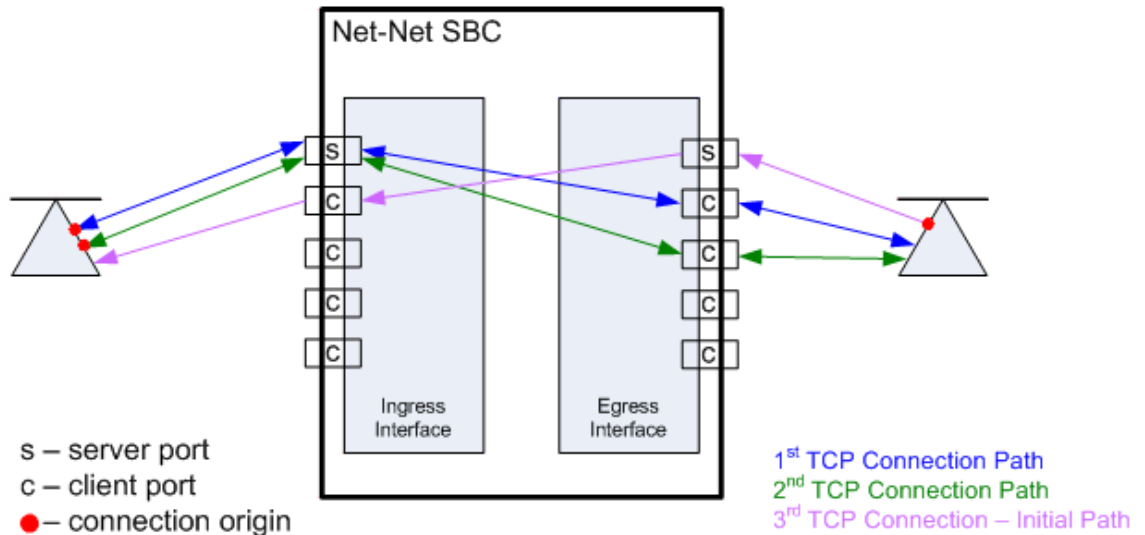 Net-Net SBC
S
C
C
C
C
S
C
C
C
C
Ingress
Interface
Egress
Interface
s – server port
c – client port
– connection origin
1st TCP Connection Path
2nd TCP Connection Path
3rd TCP Connection – Initial Path